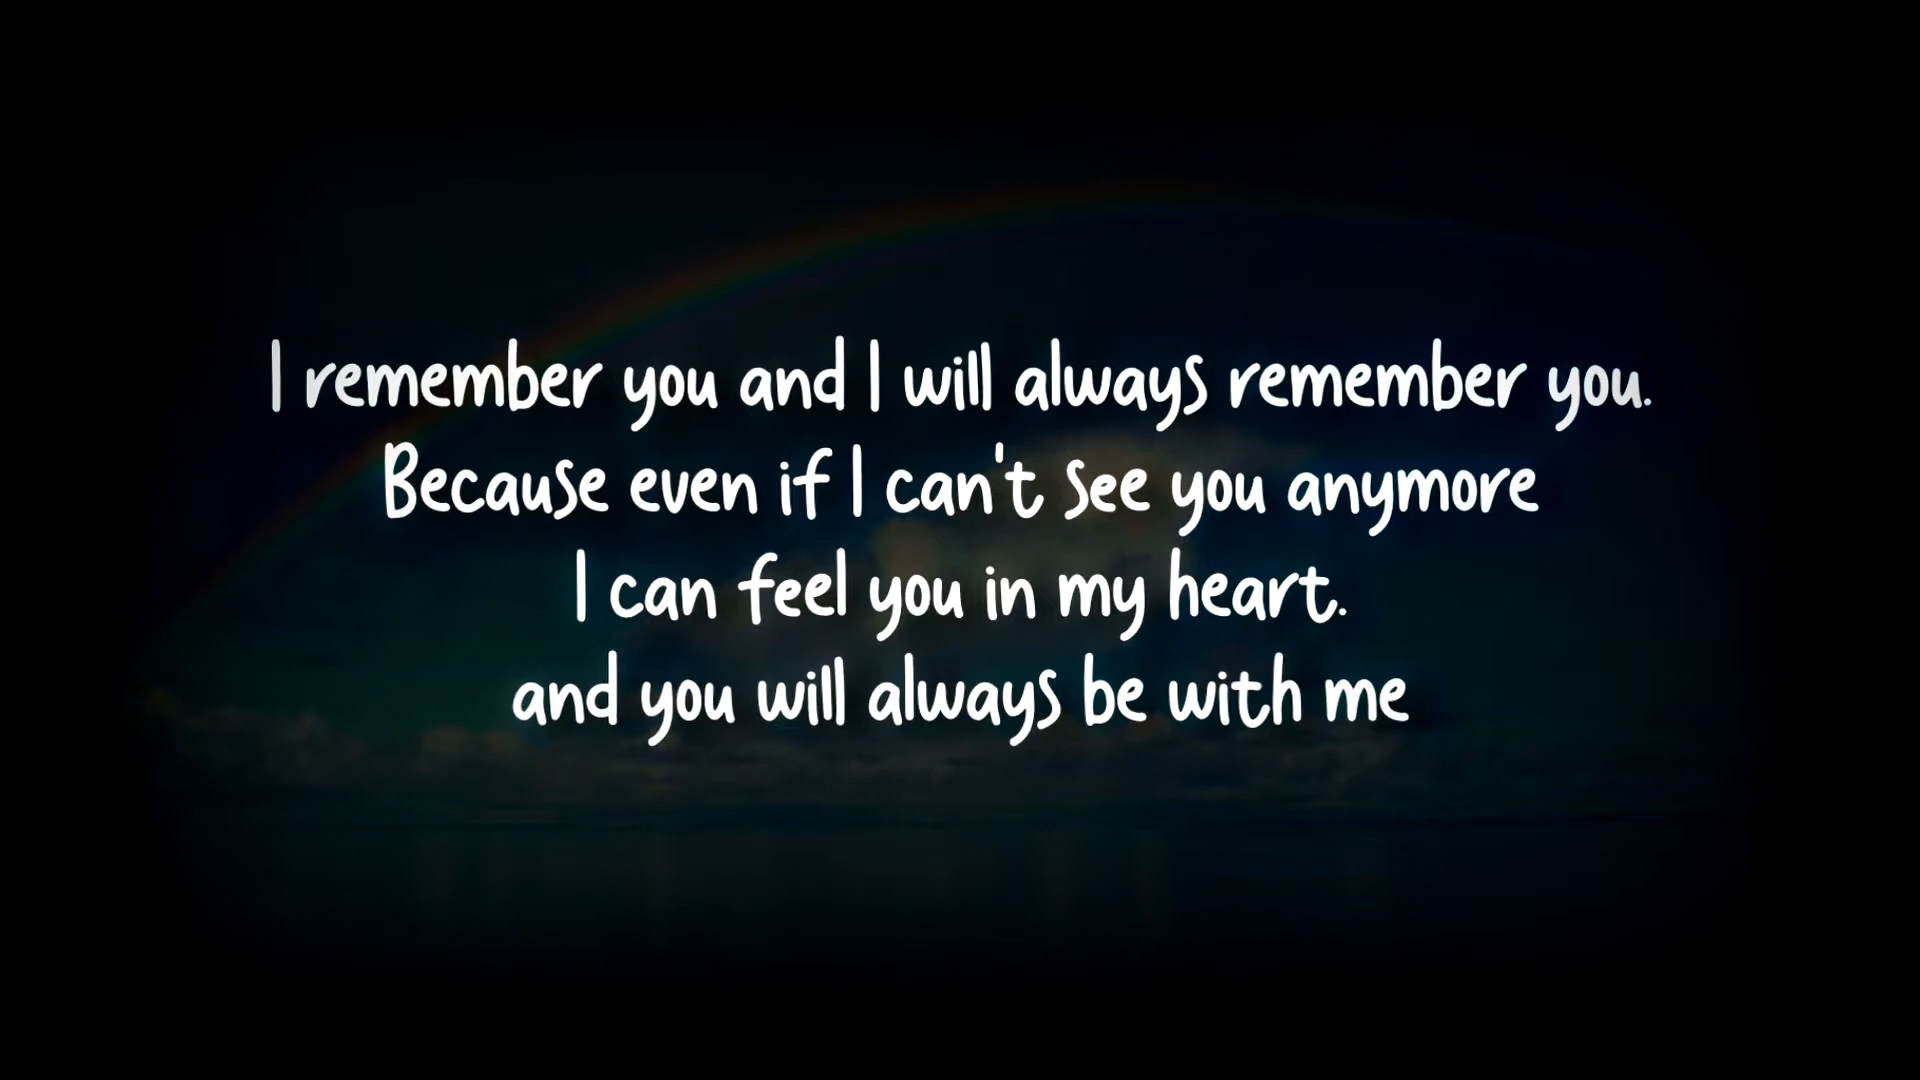 I remember you and I will always remember you.
Because even if I can't see you anymore
I can feel you in my heart.
and you will always be with me